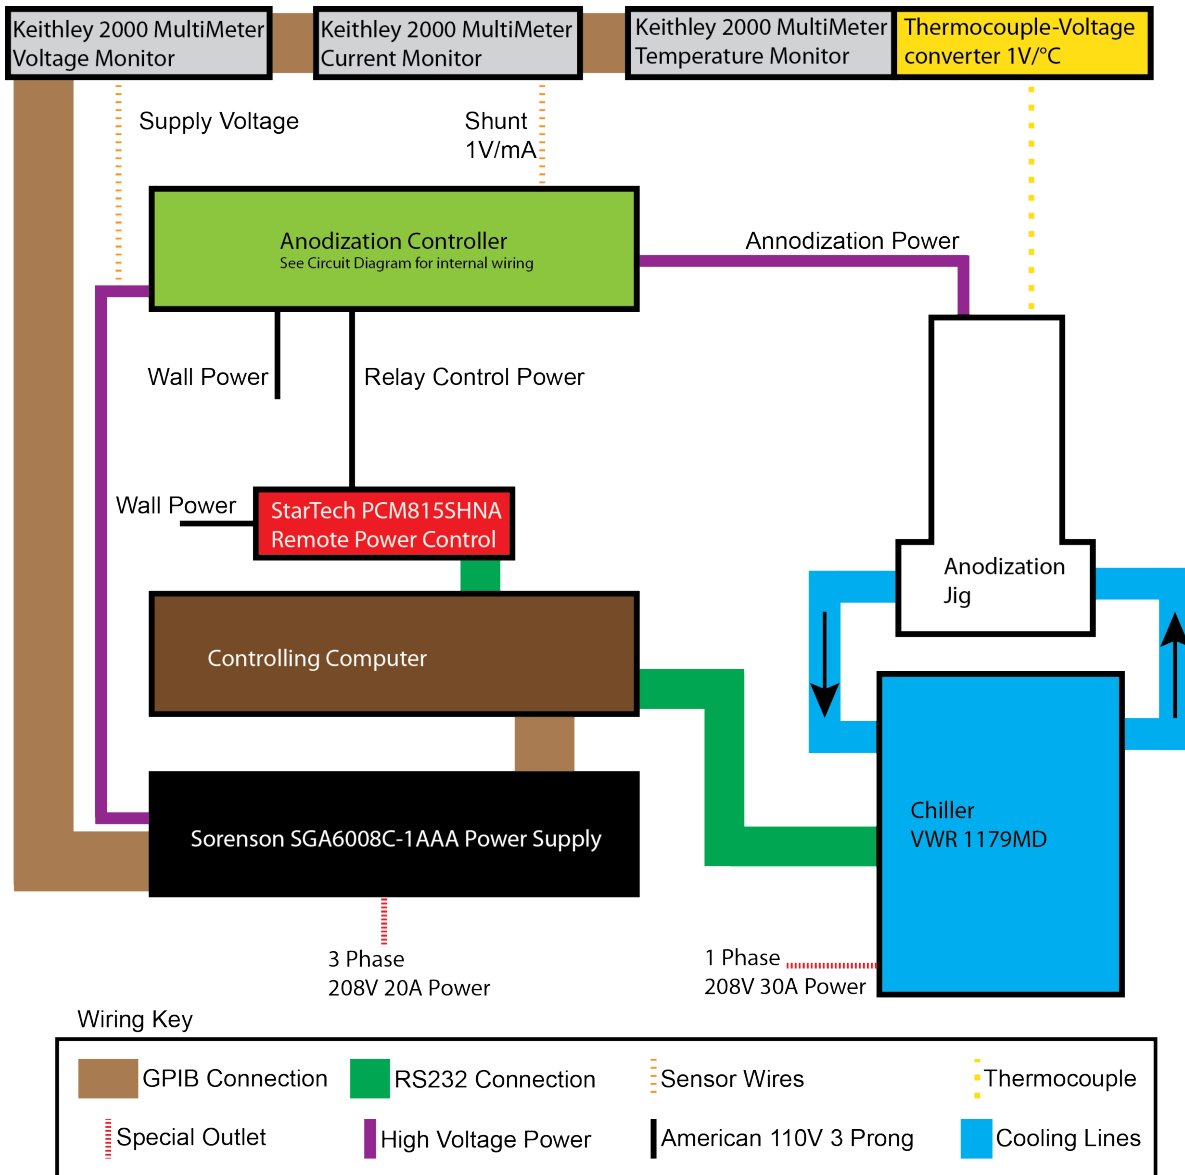 Keithley 2000 MultiMeter
Voltage Monitor
Keithley 2000 MultiMeter
Current Monitor
Keithley 2000 MultiMeter
Temperature Monitor
Thermocouple-Voltage
converter 1V/°C
Supply Voltage
Shunt
1V/mA
Anodization Controller
See Circuit Diagram for internal wiring
Annodization Power
Wall Power
Relay Control Power
Wall Power
StarTech PCM815SHNA
Remote Power Control
Anodization
Jig
Controlling Computer
Chiller
VWR 1179MD
Sorenson SGA6008C-1AAA Power Supply
3 Phase
208V 20A Power
1 Phase
208V 30A Power
Wiring Key
GPIB Connection
RS232 Connection
Sensor Wires
Thermocouple
Special Outlet
High Voltage Power
American 110V 3 Prong
Cooling Lines